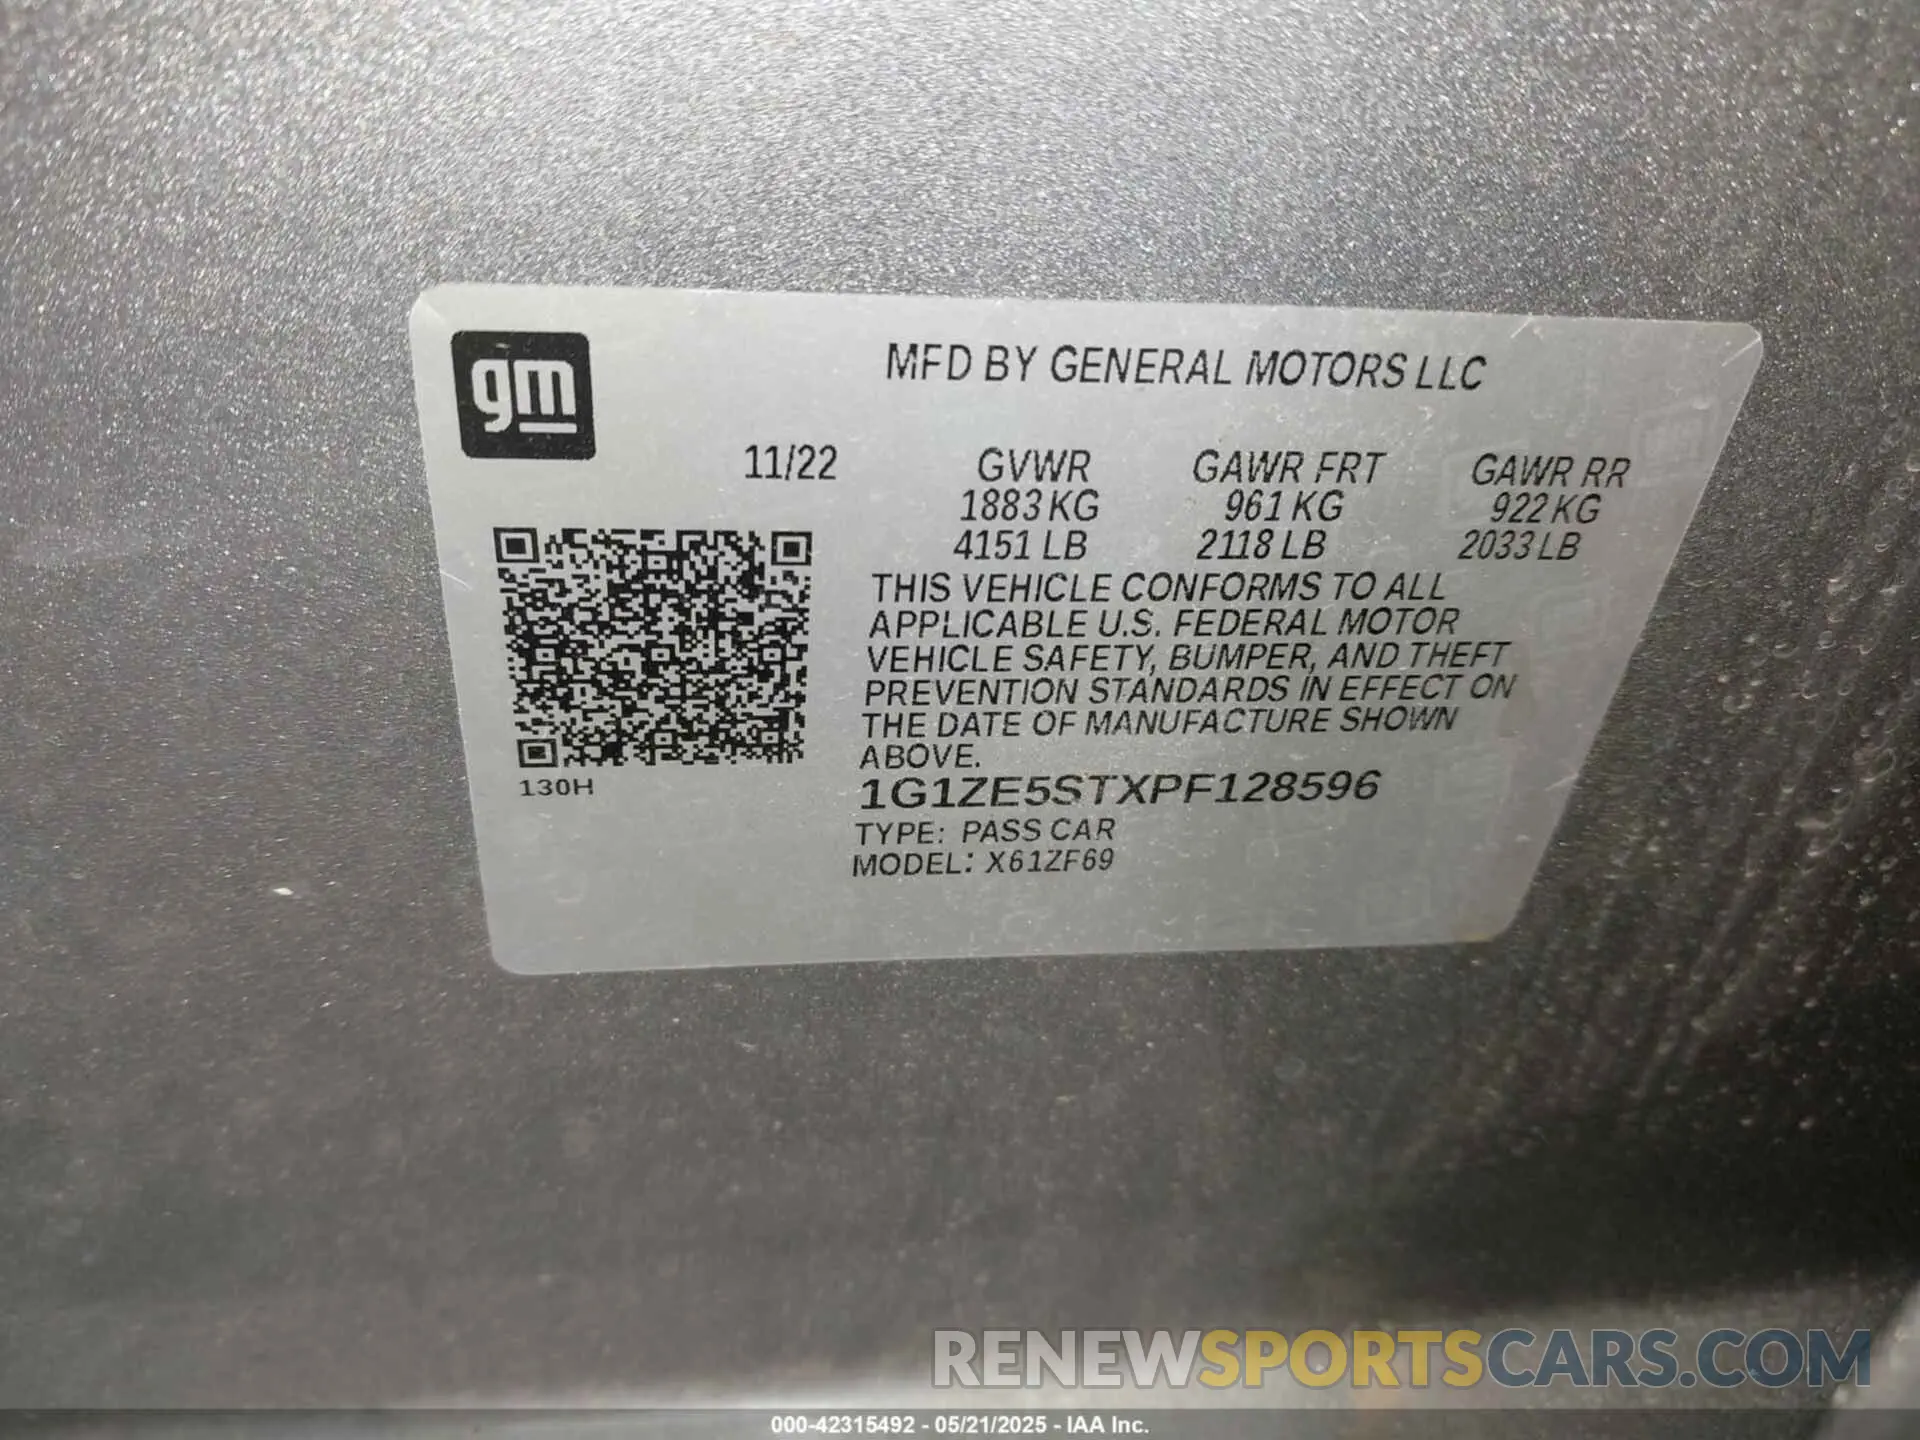 gm
MFD BY GENERAL MOTORS LLC
11/22 GVWR GAWR FRT GAWR RR
1883 KG 961 KG 922 KG
4151 LB 2118 LB 2033 LB
THIS VEHICLE CONFORMS TO ALL
APPLICABLE U.S. FEDERAL MOTOR
VEHICLE SAFETY, BUMPER, AND THEFT
PREVENTION STANDARDS IN EFFECT ON
THE DATE OF MANUFACTURE SHOWN
ABOVE.
130H
1G1ZE5STXPF128596
TYPE: PASS CAR
MODEL: X61ZF69
RENEWSPORTSCARS.COM
000-42315492 - 05/21/2025 - IAA Inc.